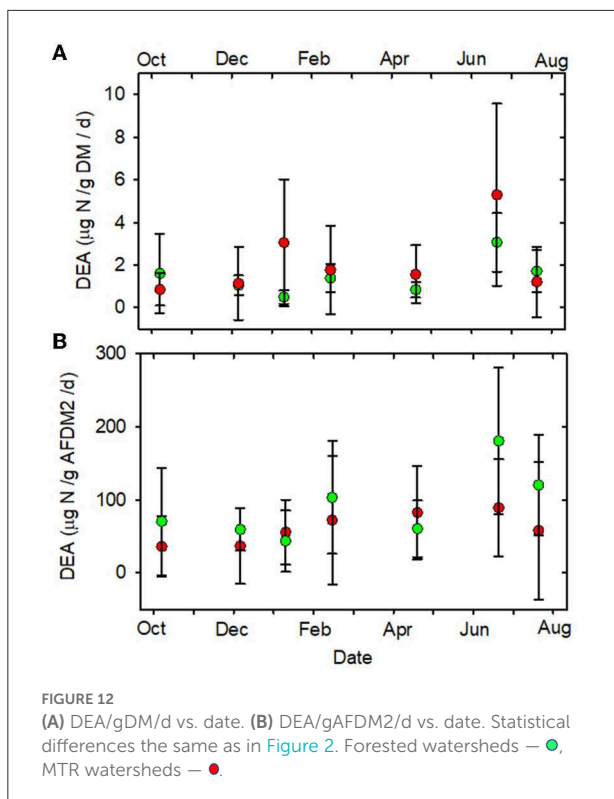 A
Oct Dec Feb Apr Jun Aug
10
8
6
4
2
0
DEA (µg N /g DM / d)
B
300
200
100
0
DEA (µg N /g AFDM2 /d)
Oct Dec Feb Apr Jun Aug
Date
FIGURE 12
(A) DEA/gDM/d vs. date. (B) DEA/gAFDM2/d vs. date. Statistical
differences the same as in Figure 2. Forested watersheds — ,
MTR watersheds — .